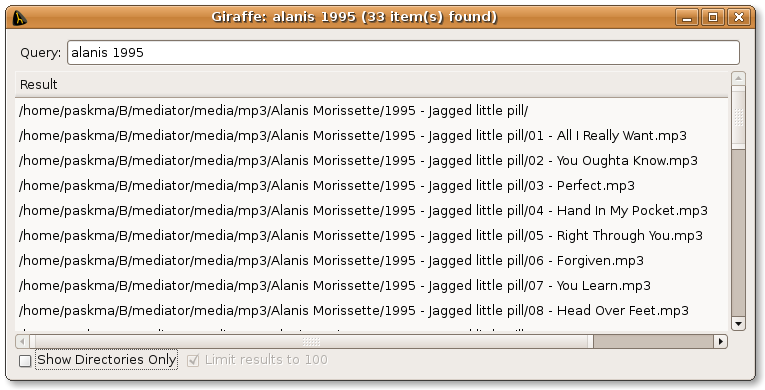 Giraffe: alanis 1995 (33 item(s) found)
Query: alanis 1995
Result
/home/paskma/B/mediator/media/mp3/Alanis Morissette/1995 - Jagged little pill/
/home/paskma/B/mediator/media/mp3/Alanis Morissette/1995 - Jagged little pill/01 - All I Really Want.mp3
/home/paskma/B/mediator/media/mp3/Alanis Morissette/1995 - Jagged little pill/02 - You Oughta Know.mp3
/home/paskma/B/mediator/media/mp3/Alanis Morissette/1995 - Jagged little pill/03 - Perfect.mp3
/home/paskma/B/mediator/media/mp3/Alanis Morissette/1995 - Jagged little pill/04 - Hand In My Pocket.mp3
/home/paskma/B/mediator/media/mp3/Alanis Morissette/1995 - Jagged little pill/05 - Right Through You.mp3
/home/paskma/B/mediator/media/mp3/Alanis Morissette/1995 - Jagged little pill/06 - Forgiven.mp3
/home/paskma/B/mediator/media/mp3/Alanis Morissette/1995 - Jagged little pill/07 - You Learn.mp3
/home/paskma/B/mediator/media/mp3/Alanis Morissette/1995 - Jagged little pill/08 - Head Over Feet.mp3
Show Directories Only Limit results to 100